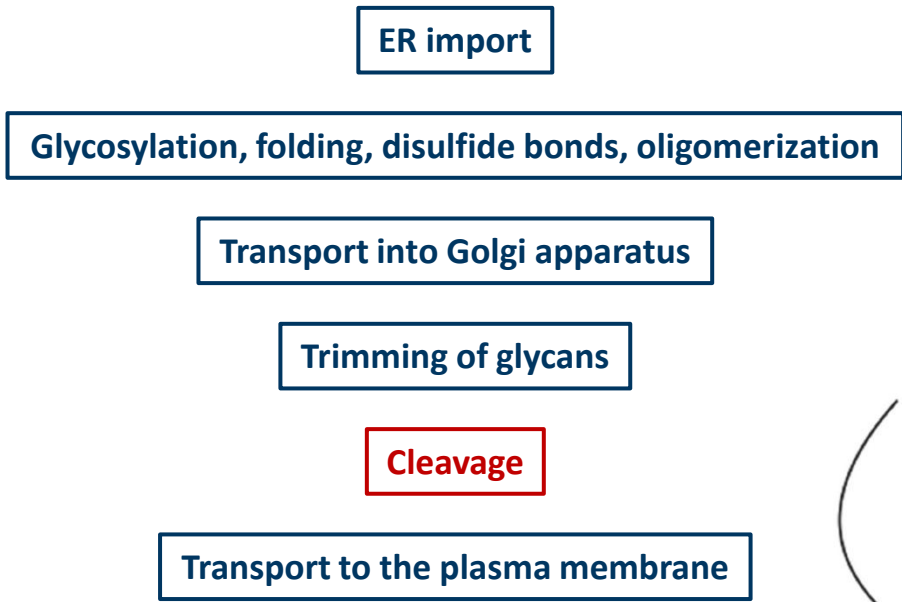 ER import
Glycosylation, folding, disulfide bonds, oligomerization
Transport into Golgi apparatus
Trimming of glycans
Cleavage
Transport to the plasma membrane